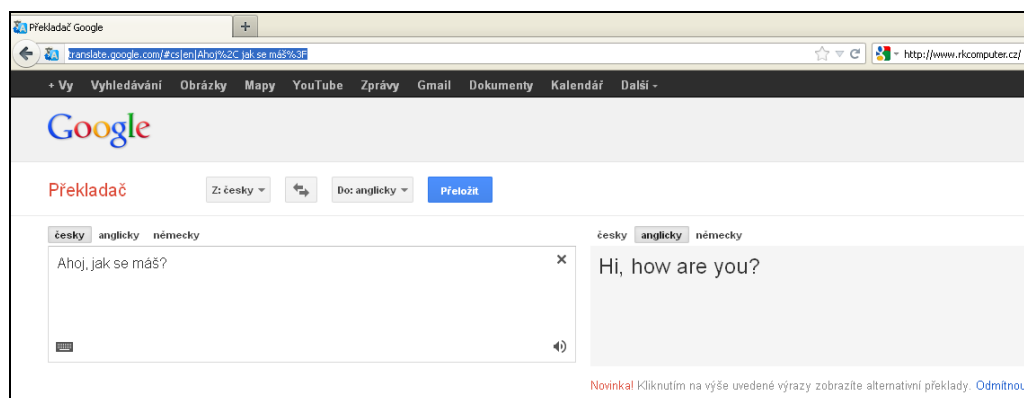 Překladač Google
translate.google.com/#cs|en|Ahoj%2C jak se máš%3F
http://www.rkcomputer.cz/
+ Vy Vyhledávání Obrázky Mapy YouTube Zprávy Gmail Dokumenty Kalendář Další
Google
Překladač Z: česky Do: anglicky Přeložit
česky anglicky německy
česky anglicky německy
Ahoj, jak se máš?
Hi, how are you?
Novinka! Kliknutím na výše uvedené výrazy zobrazíte alternativní překlady. Odmítnou